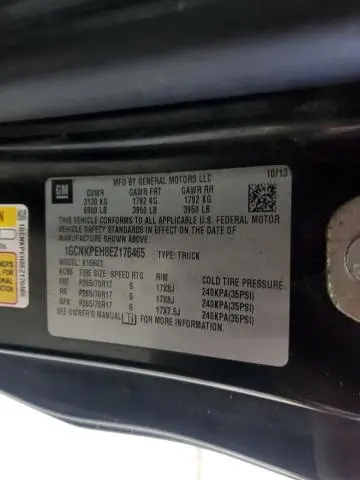 GM
MFD BY GENERAL MOTORS LLC
10/13
GVWR GAWR FRT GAWR RR
3130 KG 1792 KG 1792 KG
6900 LB 3950 LB 3950 LB
THIS VEHICLE CONFORMS TO ALL APPLICABLE U.S. FEDERAL MOTOR
VEHICLE SAFETY STANDARDS IN EFFECT ON THE DATE OF
MANUFACTURE SHOWN ABOVE.
1GCNKPEH8EZ176465 TYPE: TRUCK
MODEL: K15903
TIRE SIZE SPEED RTG RIM COLD TIRE PRESSURE
FRT P265/70R17 S 17X8J 240KPA(35PSI)
RR P265/70R17 S 17X8J 240KPA(35PSI)
SPA P265/70R17 S 17X7.5J 240KPA(35PSI)
SEE OWNER'S MANUAL FOR MORE INFORMATION.
1GCNKPEH8EZ176465